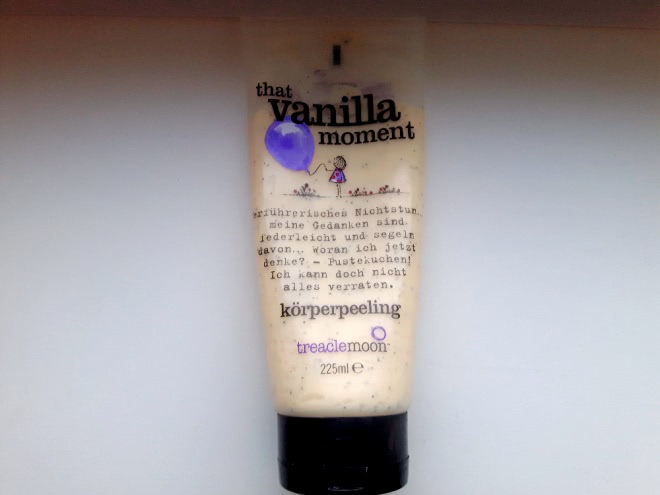 that
vanilla
moment
verführerisches Nichtstun...
meine Gedanken sind
federleicht und segeln
davon... Woran ich jetzt
denke? - Pustekuchen!
Ich kann doch nicht
alles verraten.
körperpeeling
treaclemoon
225ml ℮